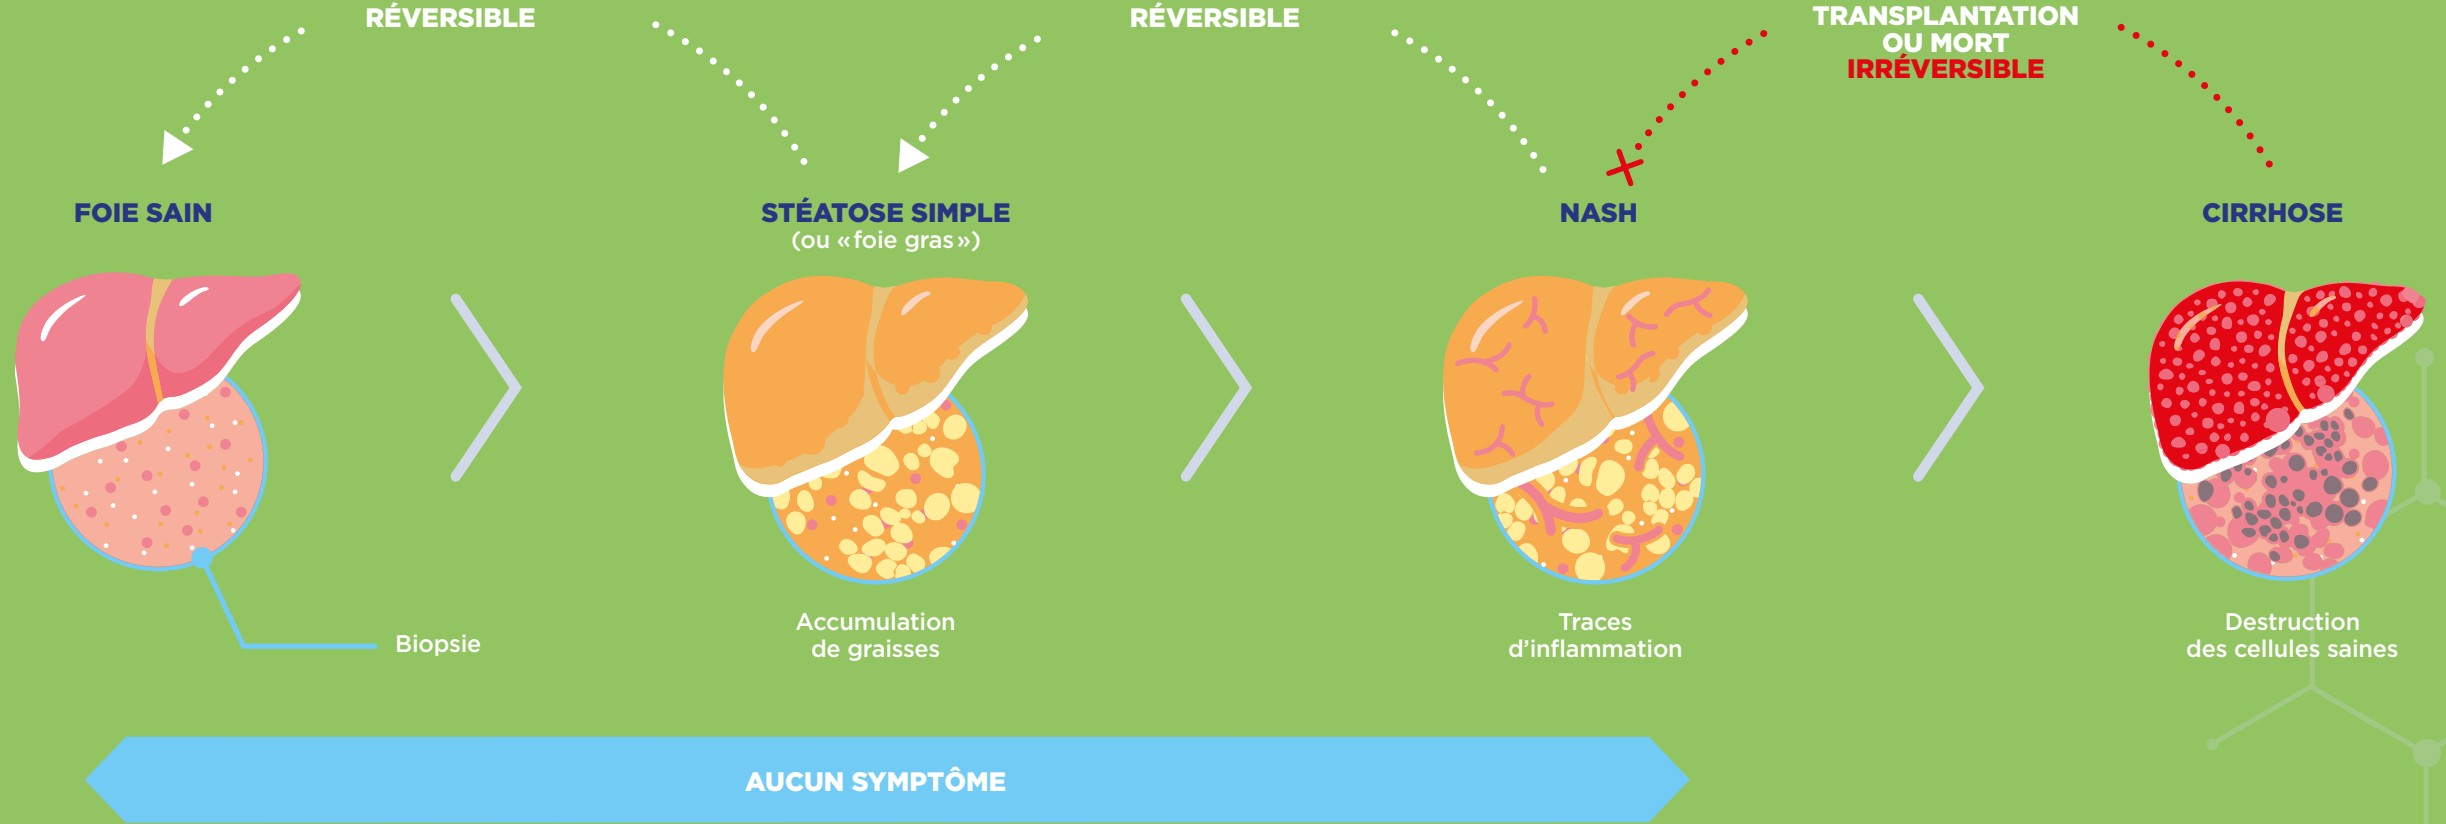 RÉVERSIBLE
RÉVERSIBLE
TRANSPLANTATION
OU MORT
IRRÉVERSIBLE
FOIE SAIN
STÉATOSE SIMPLE
(ou «foie gras»)
NASH
CIRRHOSE
Biopsie
Accumulation
de graisses
Traces
d'inflammation
Destruction
des cellules saines
AUCUN SYMPTÔME